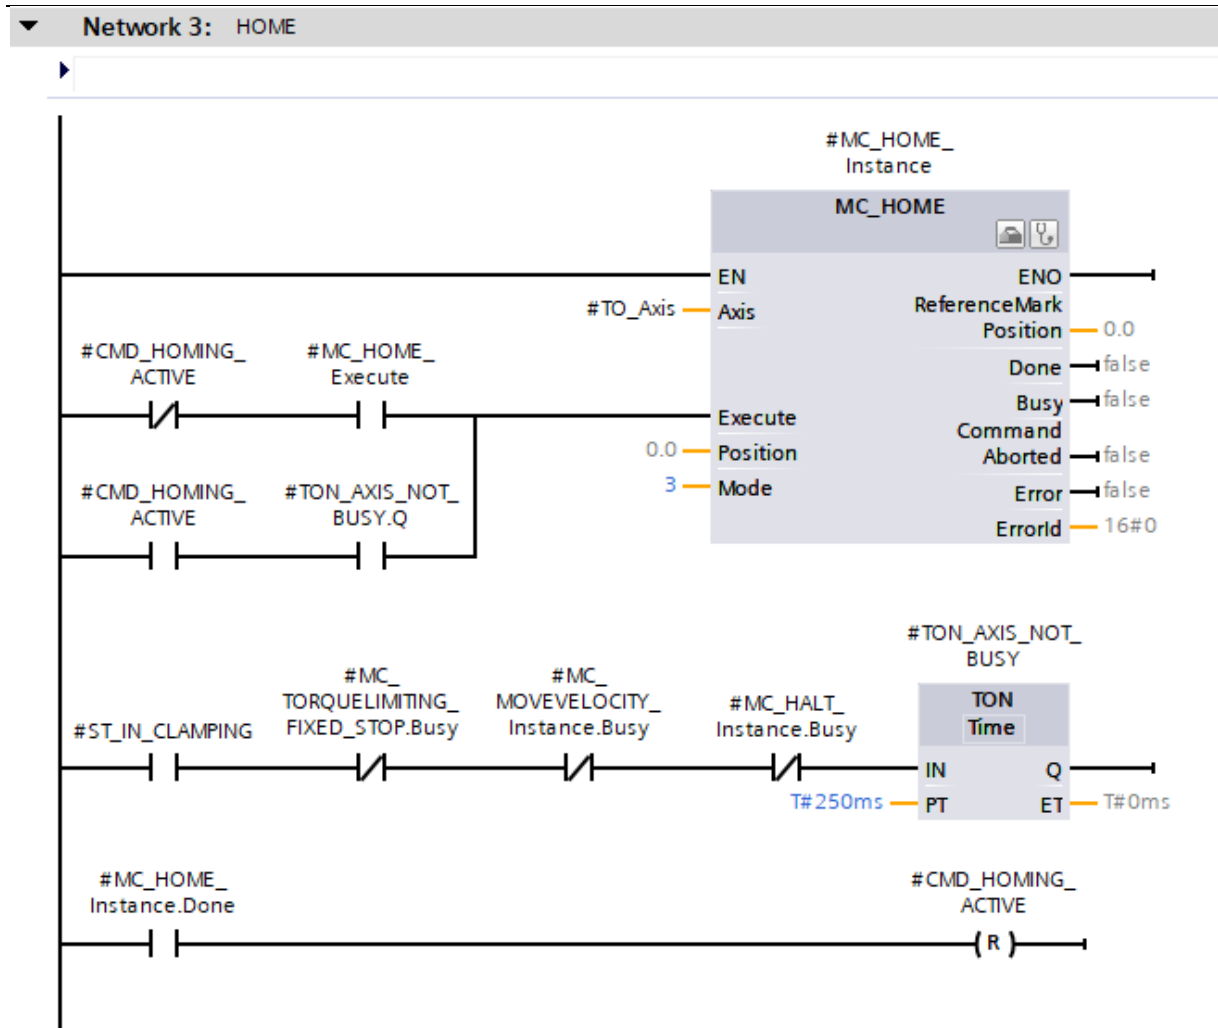 Network 3: HOME
#MC_HOME_
Instance
MC_HOME
EN
ENO
#TO_Axis
Axis
ReferenceMark
Position
0.0
#CMD_HOMING_
ACTIVE
#MC_HOME_
Execute
Done
false
Busy
false
Execute
Command
Aborted
false
0.0
Position
3
Mode
Error
false
ErrorId
16#0
#CMD_HOMING_
ACTIVE
#TON_AXIS_NOT_
BUSY.Q
#TON_AXIS_NOT_
BUSY
TON
Time
#ST_IN_CLAMPING
#MC_
TORQUELIMITING_
FIXED_STOP.Busy
#MC_
MOVEVELOCITY_
Instance.Busy
#MC_HALT_
Instance.Busy
IN
Q
T#250ms
PT
ET
T#0ms
#MC_HOME_
Instance.Done
#CMD_HOMING_
ACTIVE
R